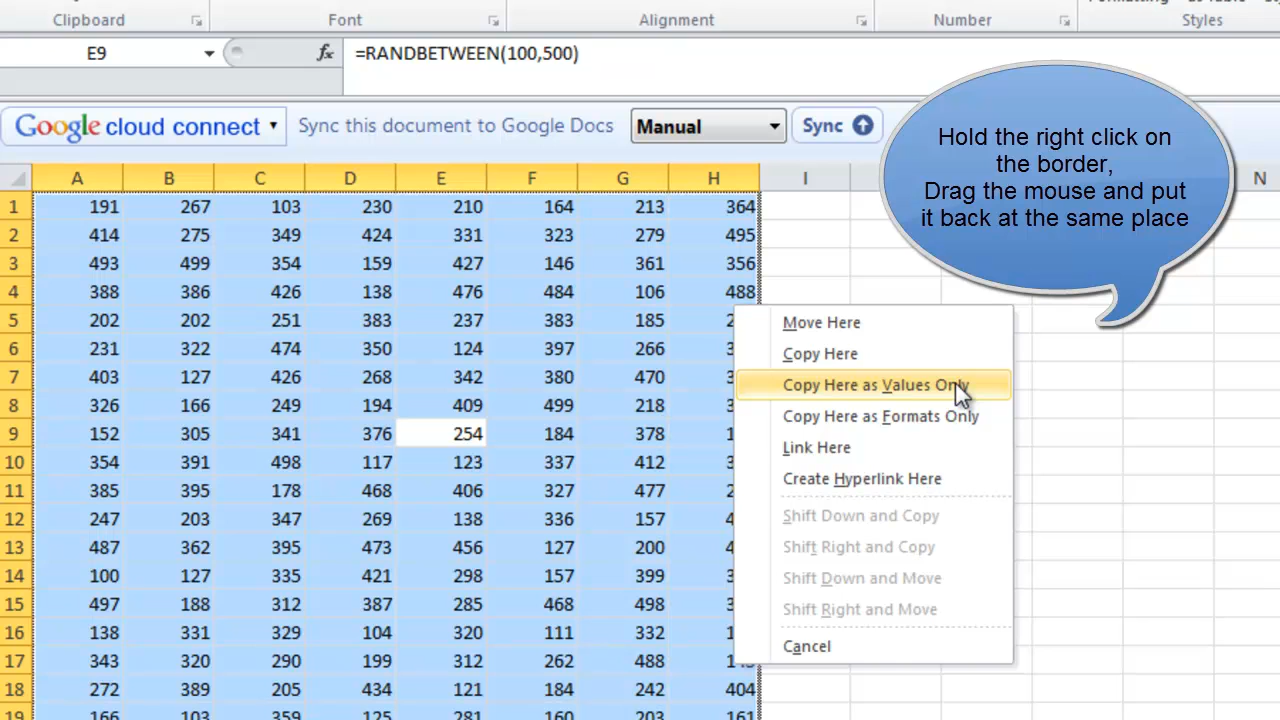 Clipboard Font Alignment Number Styles
E9 fx =RANDBETWEEN(100,500)
Google cloud connect Sync this document to Google Docs Manual Sync
Hold the right click on
the border,
Drag the mouse and put
it back at the same place
A B C D E F G H I N
1 191 267 103 230 210 164 213 364
2 414 275 349 424 331 323 279 495
3 493 499 354 159 427 146 361 356
4 388 386 426 138 476 484 106 488
5 202 202 251 383 237 383 185
6 231 322 474 350 124 397 266
7 403 127 426 268 342 380 470
8 326 166 249 194 409 499 218
9 152 305 341 376 254 184 378
10 354 391 498 117 123 337 412
11 385 395 178 468 406 327 477
12 247 203 347 269 138 336 157
13 487 362 395 473 456 127 200
14 100 127 335 421 298 157 399
15 497 188 312 387 285 468 498
16 138 331 329 104 320 111 332
17 343 320 290 199 312 262 488
18 272 389 205 434 121 184 242 404
19 166 103 359 125 281 160 203 161
Move Here
Copy Here
Copy Here as Values Only
Copy Here as Formats Only
Link Here
Create Hyperlink Here
Shift Down and Copy
Shift Right and Copy
Shift Down and Move
Shift Right and Move
Cancel